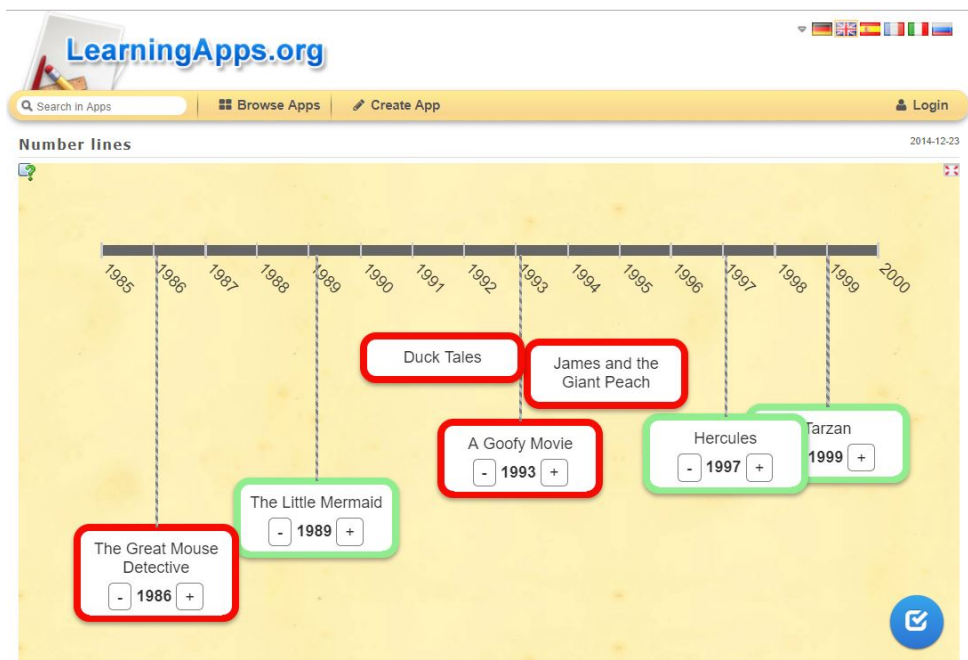 LearningApps.org
Search in Apps
Browse Apps
Create App
Login
Number lines
2014-12-23
1985
1986
1987
1988
1989
1990
1991
1992
1993
1994
1995
1996
1997
1998
1999
2000
Duck Tales
James and the
Giant Peach
A Goofy Movie
- 1993 +
Hercules
- 1997 +
Tarzan
1999 +
The Little Mermaid
- 1989 +
The Great Mouse
Detective
- 1986 +